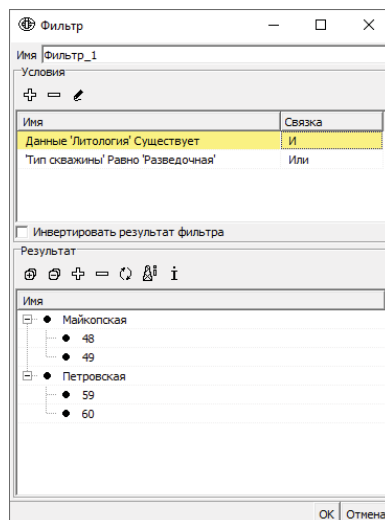 Фильтр
Имя Фильтр_1
Условия
Имя Связка
Данные 'Литология' Существует И
'Тип скважины' Равно 'Разведочная' Или
Инвертировать результат фильтра
Результат
Имя
Майкопская
48
49
Петровская
59
60
OK Отмена